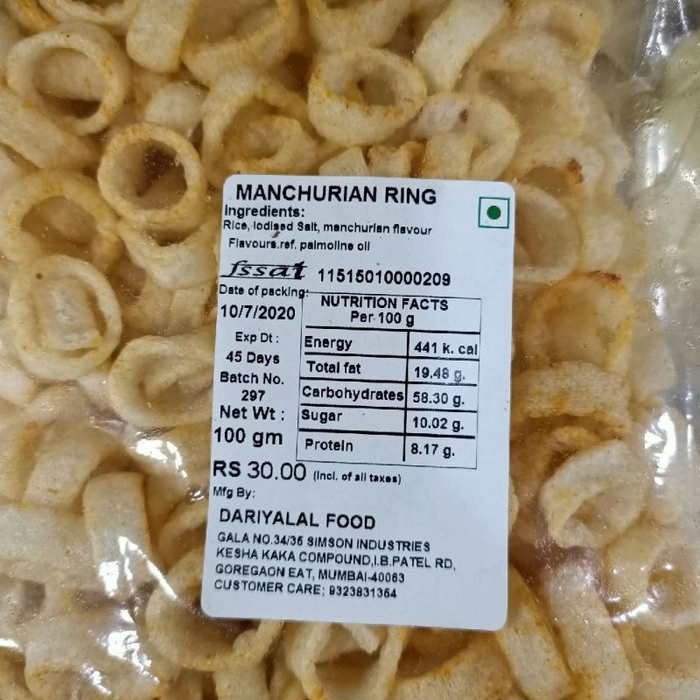 MANCHURIAN RING
Ingredients:
Rice, Iodised Salt, manchurian flavour
Flavours.ref. palmoline oil
fssai 11515010000209
Date of packing:
10/7/2020
Exp Dt :
45 Days
Batch No.
297
Net Wt :
100 gm
NUTRITION FACTS
Per 100 g
Energy 441 k. cal
Total fat 19.48 g.
Carbohydrates 58.30 g.
Sugar 10.02 g.
Protein 8.17 g.
RS 30.00 (Incl. of all taxes)
Mfg By:
DARIYALAL FOOD
GALA NO.34/35 SIMSON INDUSTRIES
KESHA KAKA COMPOUND,I.B.PATEL RD,
GOREGAON EAT, MUMBAI-40063
CUSTOMER CARE; 9323831364